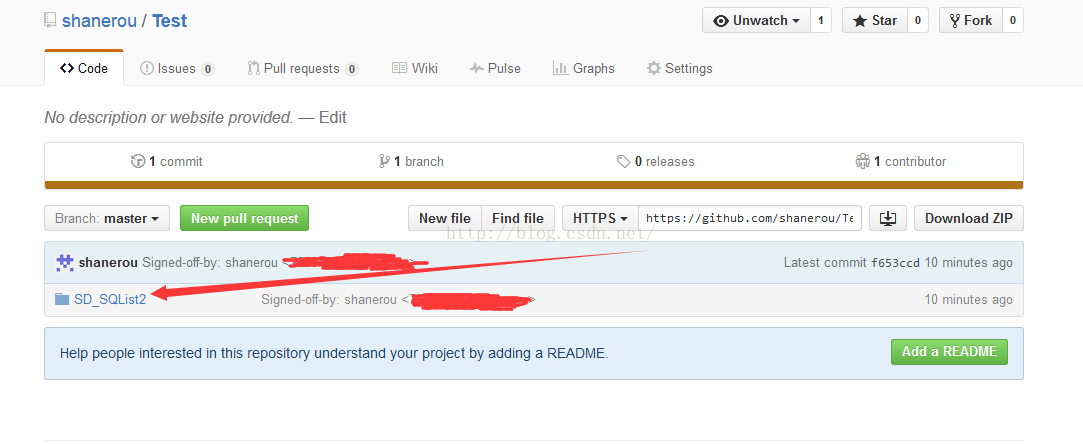 shanerou / Test
Unwatch 1 Star 0 Fork 0
Code Issues 0 Pull requests 0 Wiki Pulse Graphs Settings
No description or website provided. — Edit
1 commit 1 branch 0 releases 1 contributor
Branch: master New pull request New file Find file HTTPS https://github.com/shanerou/Te Download ZIP
http://blog.csdn.net/
shanerou Signed-off-by: shanerou < > Latest commit f653ccd 10 minutes ago
SD_SQList2 Signed-off-by: shanerou < > 10 minutes ago
Help people interested in this repository understand your project by adding a README. Add a README